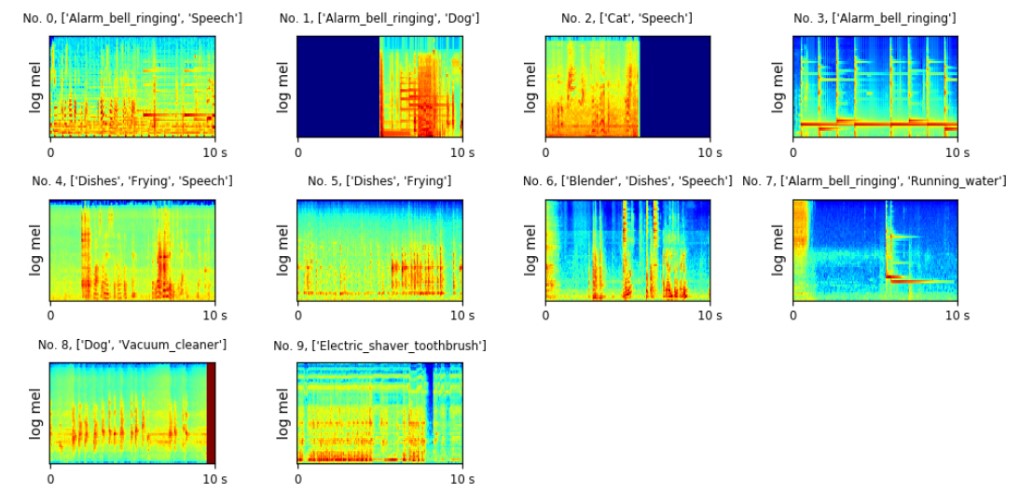 No. 0, ['Alarm_bell_ringing', 'Speech'] No. 1, ['Alarm_bell_ringing', 'Dog'] No. 2, ['Cat', 'Speech'] No. 3, ['Alarm_bell_ringing']
log mel log mel log mel log mel
0 10 s 0 10 s 0 10 s 0 10 s
No. 4, ['Dishes', 'Frying', 'Speech'] No. 5, ['Dishes', 'Frying'] No. 6, ['Blender', 'Dishes', 'Speech'] No. 7, ['Alarm_bell_ringing', 'Running_water']
log mel log mel log mel log mel
0 10 s 0 10 s 0 10 s 0 10 s
No. 8, ['Dog', 'Vacuum_cleaner'] No. 9, ['Electric_shaver_toothbrush']
log mel log mel
0 10 s 0 10 s